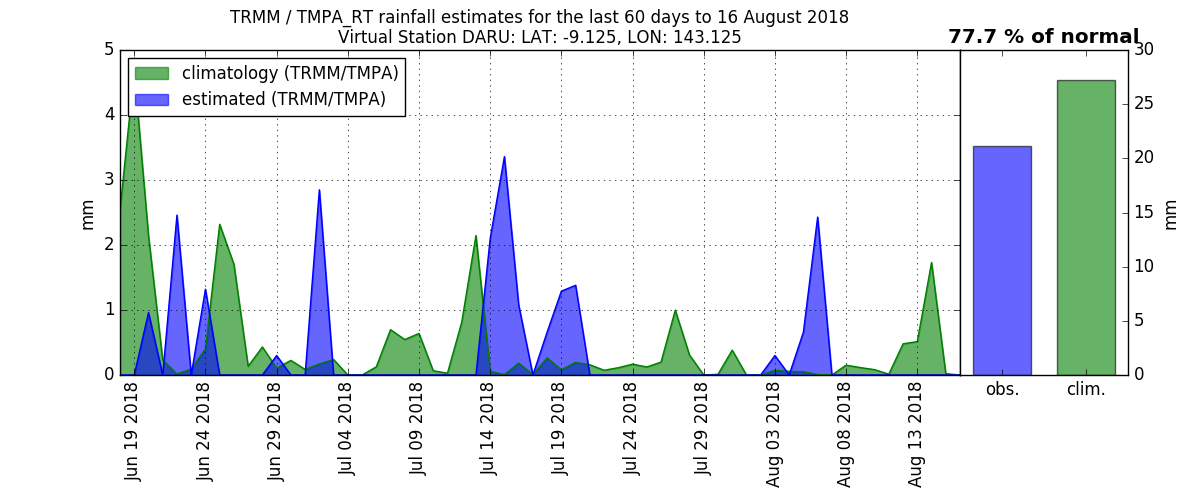 TRMM / TMPA_RT rainfall estimates for the last 60 days to 16 August 2018
Virtual Station DARU: LAT: -9.125, LON: 143.125
77.7 % of normal
climatology (TRMM/TMPA)
estimated (TRMM/TMPA)
5
4
3
2
1
0
mm
Jun 19 2018
Jun 24 2018
Jun 29 2018
Jul 04 2018
Jul 09 2018
Jul 14 2018
Jul 19 2018
Jul 24 2018
Jul 29 2018
Aug 03 2018
Aug 08 2018
Aug 13 2018
obs.
clim.
30
25
20
15
10
5
0
mm